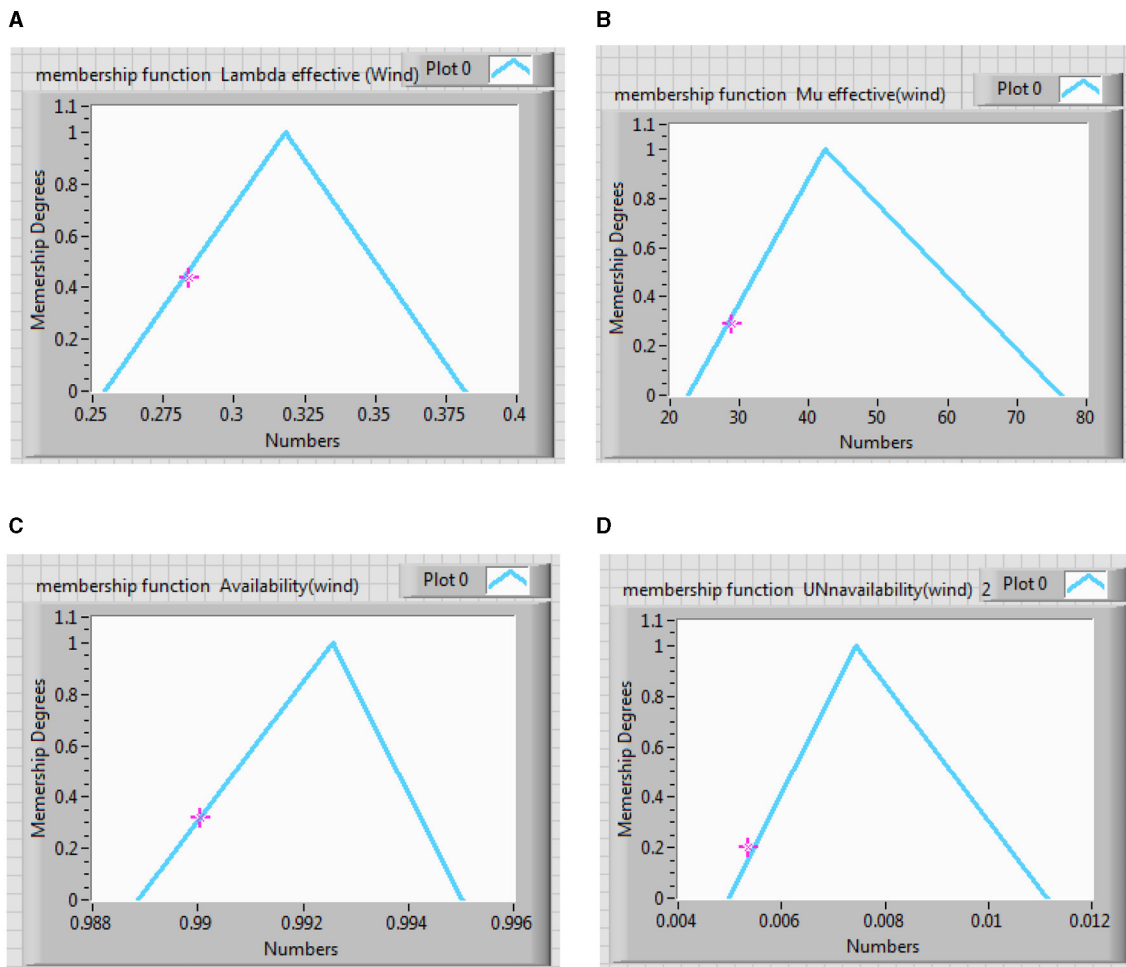 A
membership function Lambda effective (Wind)
Plot 0
Memership Degrees
1.1
1
0.8
0.6
0.4
0.2
0
0.25 0.275 0.3 0.325 0.35 0.375 0.4
Numbers
B
membership function Mu effective(wind)
Plot 0
Memership Degrees
1.1
1
0.8
0.6
0.4
0.2
0
20 30 40 50 60 70 80
Numbers
C
membership function Availability(wind)
Plot 0
Memership Degrees
1.1
1
0.8
0.6
0.4
0.2
0
0.988 0.99 0.992 0.994 0.996
Numbers
D
membership function UNnavailability(wind) 2
Plot 0
Memership Degrees
1.1
1
0.8
0.6
0.4
0.2
0
0.004 0.006 0.008 0.01 0.012
Numbers